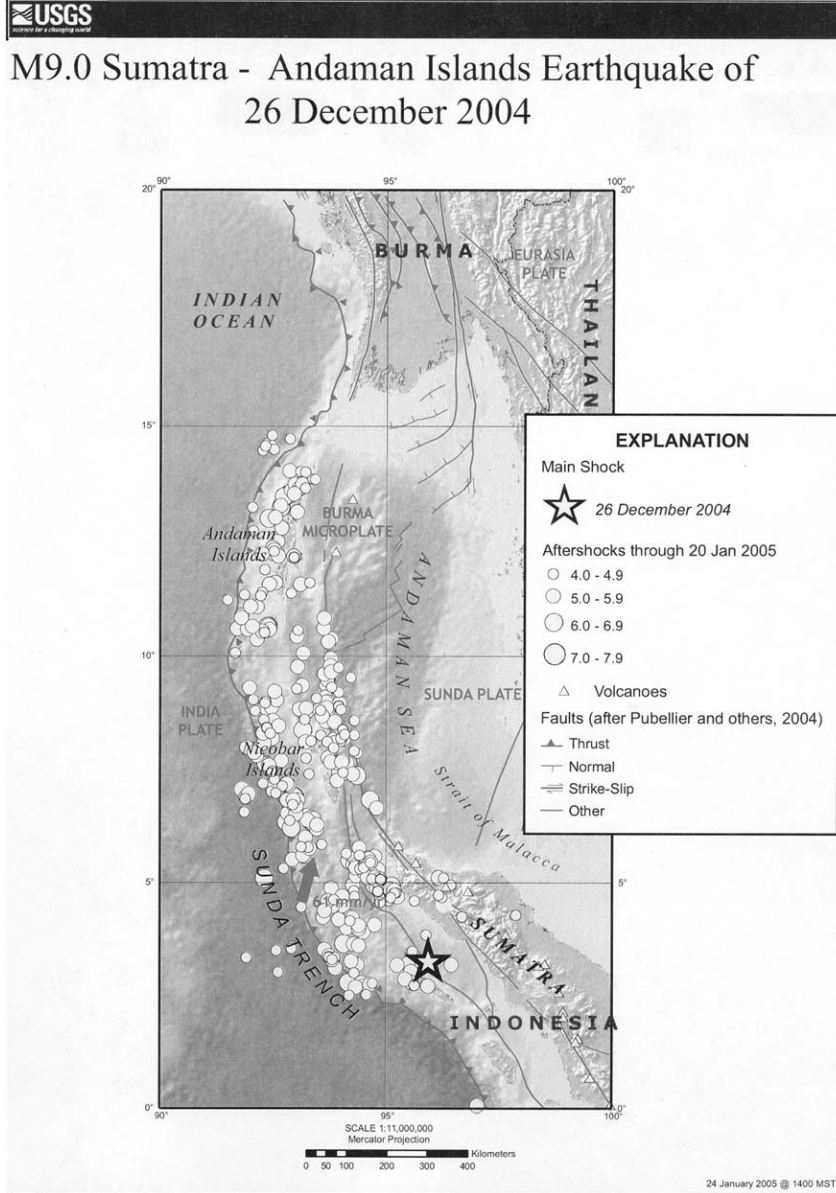 USGS
science for a changing world
M9.0 Sumatra - Andaman Islands Earthquake of
26 December 2004
90°
95°
100°
20°
20°
BURMA
EURASIA
PLATE
THAILAN
INDIAN
OCEAN
15°
EXPLANATION
Main Shock
26 December 2004
Aftershocks through 20 Jan 2005
4.0 - 4.9
5.0 - 5.9
6.0 - 6.9
7.0 - 7.9
Volcanoes
Faults (after Pubellier and others, 2004)
Thrust
Normal
Strike-Slip
Other
BURMA
MICROPLATE
Andaman
Islands
ANDAMAN SEA
10°
SUNDA PLATE
INDIA
PLATE
Nicobar
Islands
Strait of Malacca
5°
5°
61 mm/yr
SUNDA TRENCH
SUMATRA
INDONESIA
0°
0°
90°
95°
100°
SCALE 1:11,000,000
Mercator Projection
Kilometers
0 50 100 200 300 400
24 January 2005 @ 1400 MST